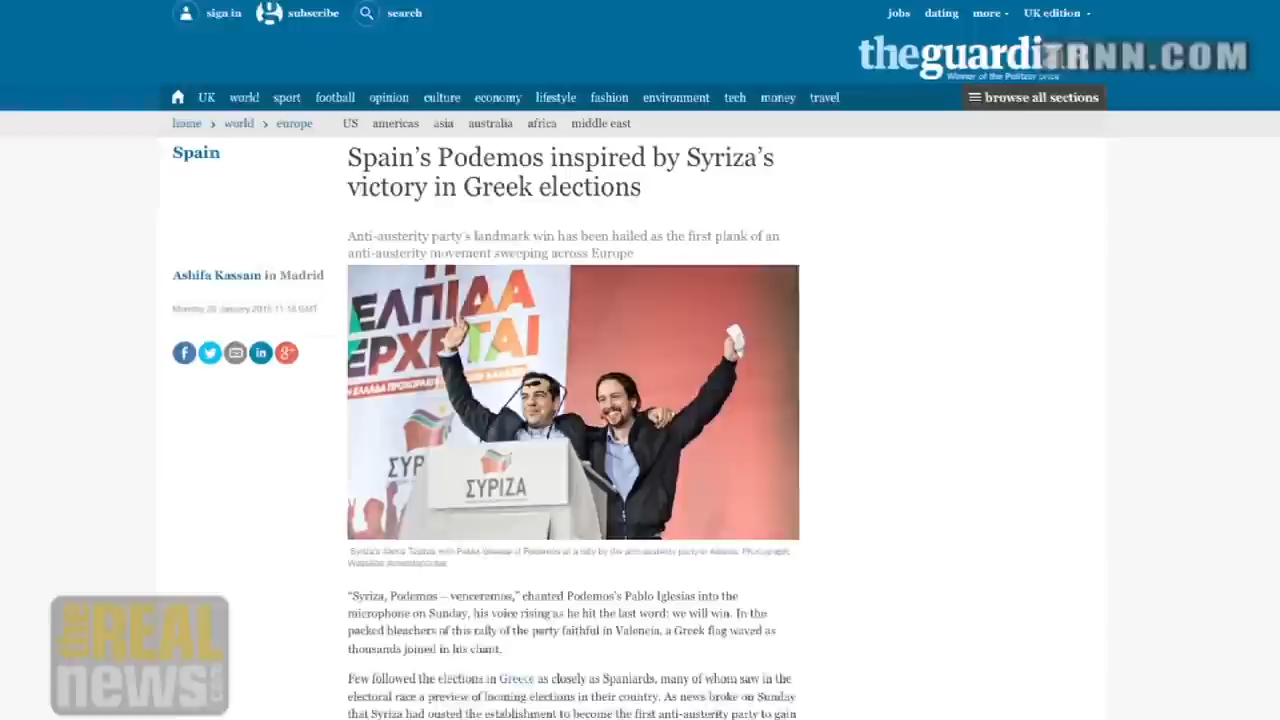 sign in subscribe search jobs dating more UK edition
theguardi TRNN.COM
Winner of the Pulitzer prize
UK world sport football opinion culture economy lifestyle fashion environment tech money travel browse all sections
home › world › europe US americas asia australia africa middle east
Spain
Spain's Podemos inspired by Syriza's
victory in Greek elections
Anti-austerity party's landmark win has been hailed as the first plank of an
anti-austerity movement sweeping across Europe
Ashifa Kassam in Madrid
ΕΛΠΙΔΑ
ΕΡΧΕΤΑΙ
ΣΥΡ
ΣΥΡΙΖΑ
"Syriza, Podemos – venceremos," chanted Podemos's Pablo Iglesias into the
microphone on Sunday, his voice rising as he hit the last word: we will win. In the
packed bleachers of this rally of the party faithful in Valencia, a Greek flag waved as
thousands joined in his chant.
Few followed the elections in Greece as closely as Spaniards, many of whom saw in the
electoral race a preview of looming elections in their country. As news broke on Sunday
that Syriza had ousted the establishment to become the first anti-austerity party to gain
the REAL
news